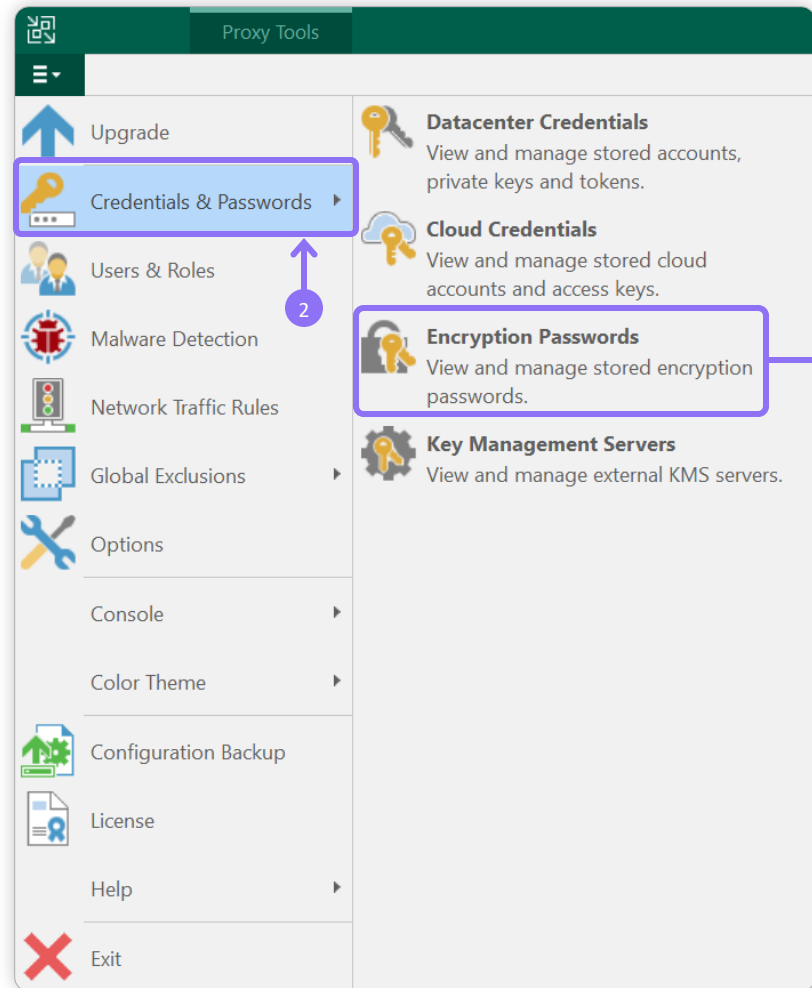 Proxy Tools
Upgrade
Credentials & Passwords
2
Users & Roles
Malware Detection
Network Traffic Rules
Global Exclusions
Options
Console
Color Theme
Configuration Backup
License
Help
Exit
Datacenter Credentials
View and manage stored accounts,
private keys and tokens.
Cloud Credentials
View and manage stored cloud
accounts and access keys.
Encryption Passwords
View and manage stored encryption
passwords.
Key Management Servers
View and manage external KMS servers.